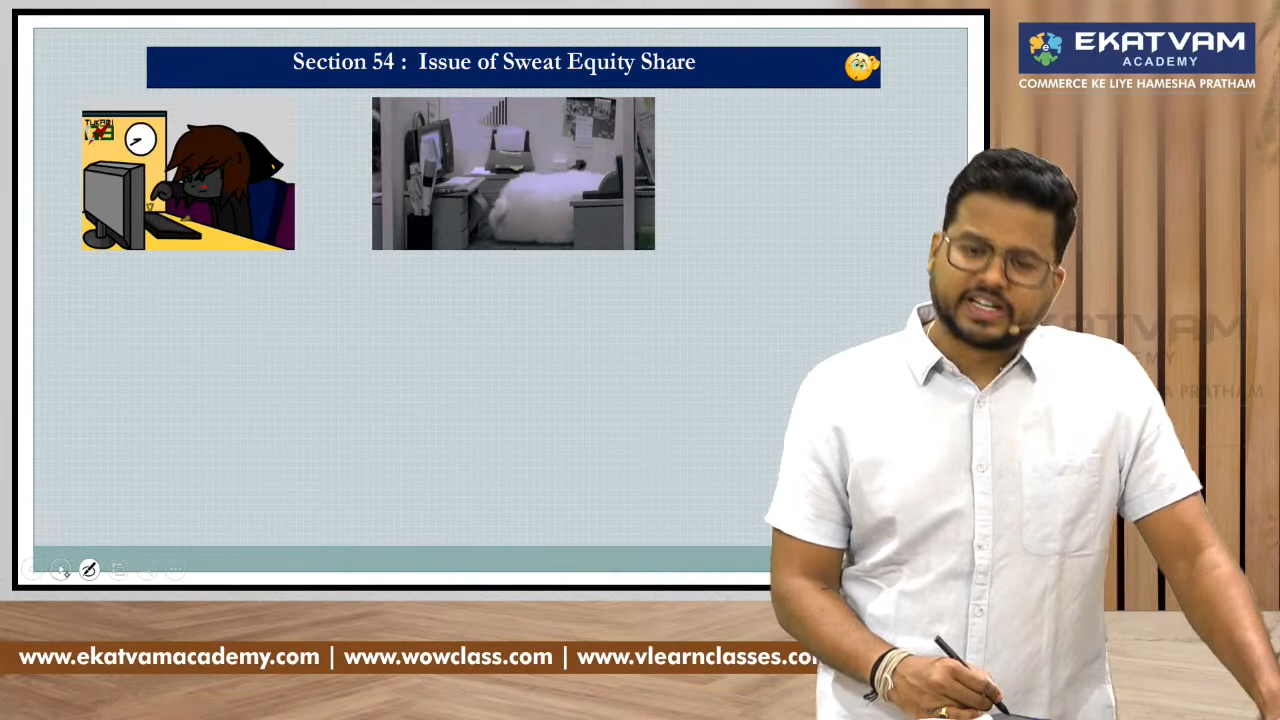 Section 54 : Issue of Sweat Equity Share
EKATVAM
ACADEMY
COMMERCE KE LIYE HAMESHA PRATHAM
www.ekatvamacademy.com | www.wowclass.com | www.vlearnclasses.co